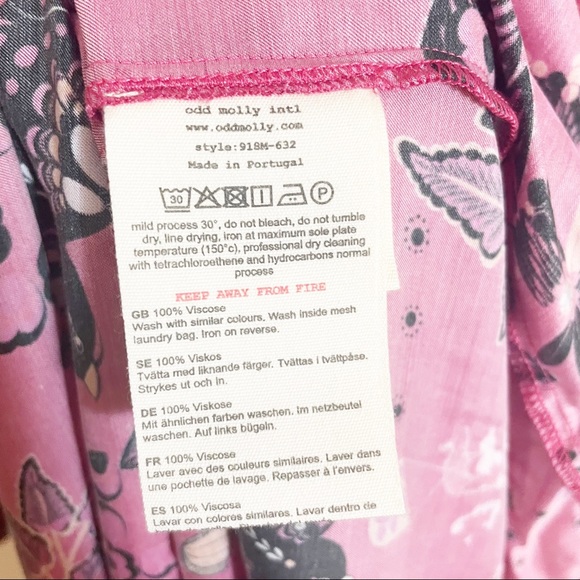 odd molly intl
www.oddmolly.com
style:918M-632
Made in Portugal
30 P
mild process 30°, do not bleach, do not tumble
dry, line drying, iron at maximum sole plate
temperature (150°c), professional dry cleaning
with tetrachloroethene and hydrocarbons normal
process
KEEP AWAY FROM FIRE
GB 100% Viscose
Wash with similar colours. Wash inside mesh
laundry bag. Iron on reverse.
SE 100% Viskos
Tvätta med liknande färger. Tvättas i tvättpåse.
Strykes ut och in.
DE 100% Viskose
Mit ähnlichen farben waschen. Im netzbeutel
waschen. Auf links bügeln.
FR 100% Viscose
Laver avec des couleurs similaires. Laver dans
une pochette de lavage. Repasser à l'envers.
ES 100% Viscosa
Lavar con colores similares. Lavar dentro de